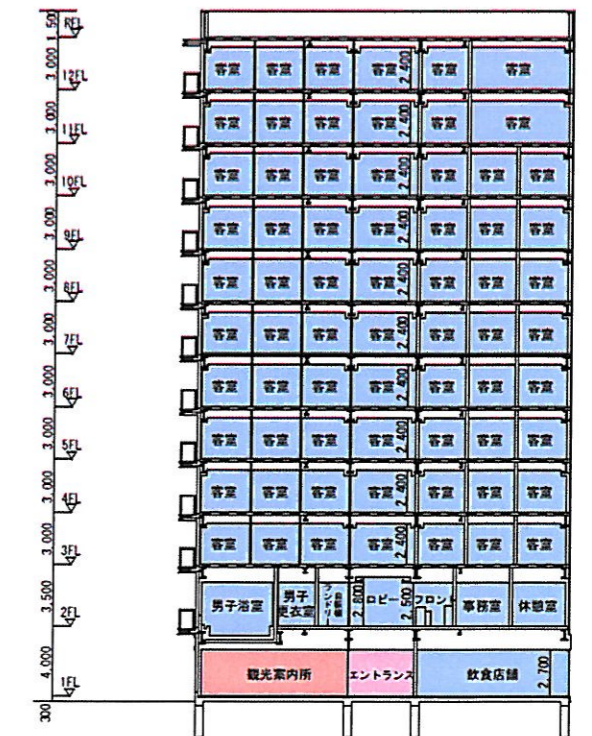 1,500 RFL
3,000 12FL 客室 客室 客室 客室 2,400 客室 客室
3,000 11FL 客室 客室 客室 客室 2,400 客室 客室
3,000 10FL 客室 客室 客室 客室 2,400 客室 客室 客室
3,000 9FL 客室 客室 客室 客室 2,400 客室 客室 客室
3,000 8FL 客室 客室 客室 客室 2,400 客室 客室 客室
3,000 7FL 客室 客室 客室 客室 2,400 客室 客室 客室
3,000 6FL 客室 客室 客室 客室 2,400 客室 客室 客室
3,000 5FL 客室 客室 客室 客室 2,400 客室 客室 客室
3,000 4FL 客室 客室 客室 客室 2,400 客室 客室 客室
3,000 3FL 客室 客室 客室 客室 2,400 客室 客室 客室
3,500 2FL 男子浴室 男子更衣室 ランドリー 2,800 ロビー 2,500 フロント 事務室 休憩室
4,000 1FL 観光案内所 エントランス 飲食店舗 2,700
300